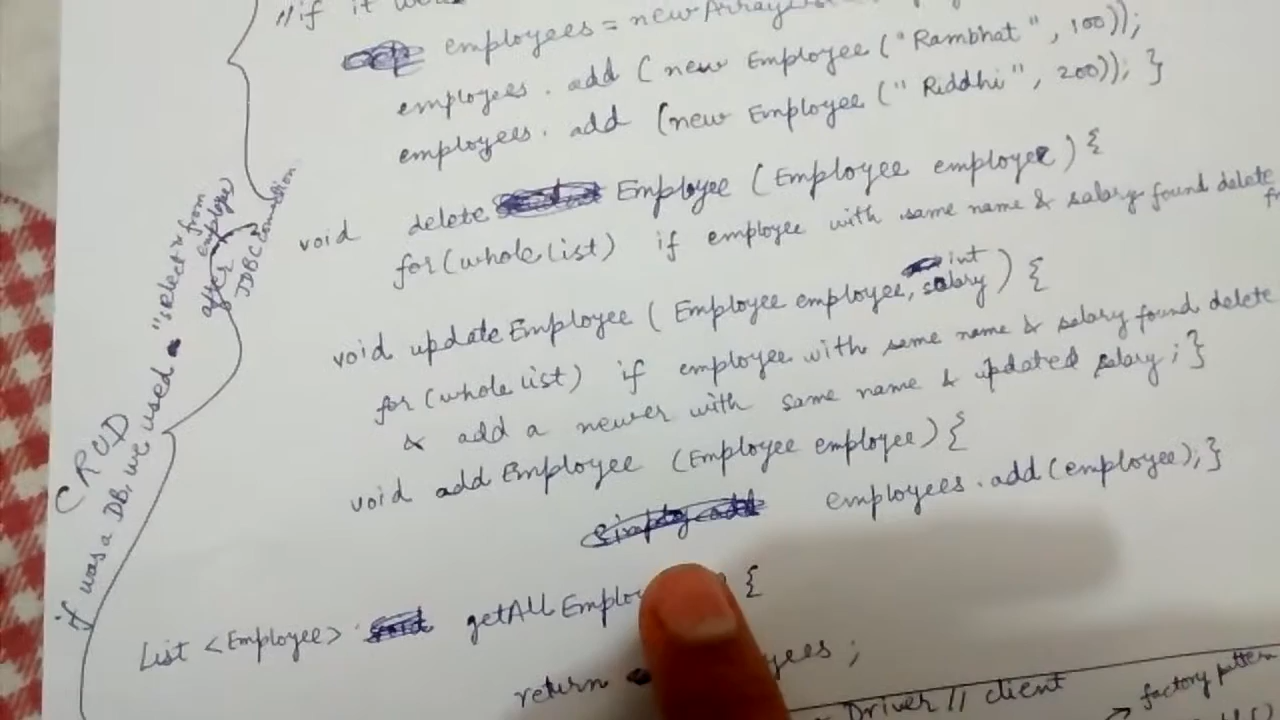 //if it
employees = new ArrayList
employees . add ( new Employee ("Rambhat" , 100));
employees . add (new Employee (" Riddhi" , 200)); }
void delete Employee ( Employee employee ) {
for(whole list) if employee with same name & salary found delete
void update Employee ( Employee employee, int salary ) {
for (whole list) if employee with same name & salary found delete
& add a newer with same name & updated salary ; }
void add Employee (Employee employee) {
employees . add (employee); }
List <Employee> getAll {
return ;
Driver // client
factory pattern
CRUD
if was a DB, we used "select * from employee after JDBC connection